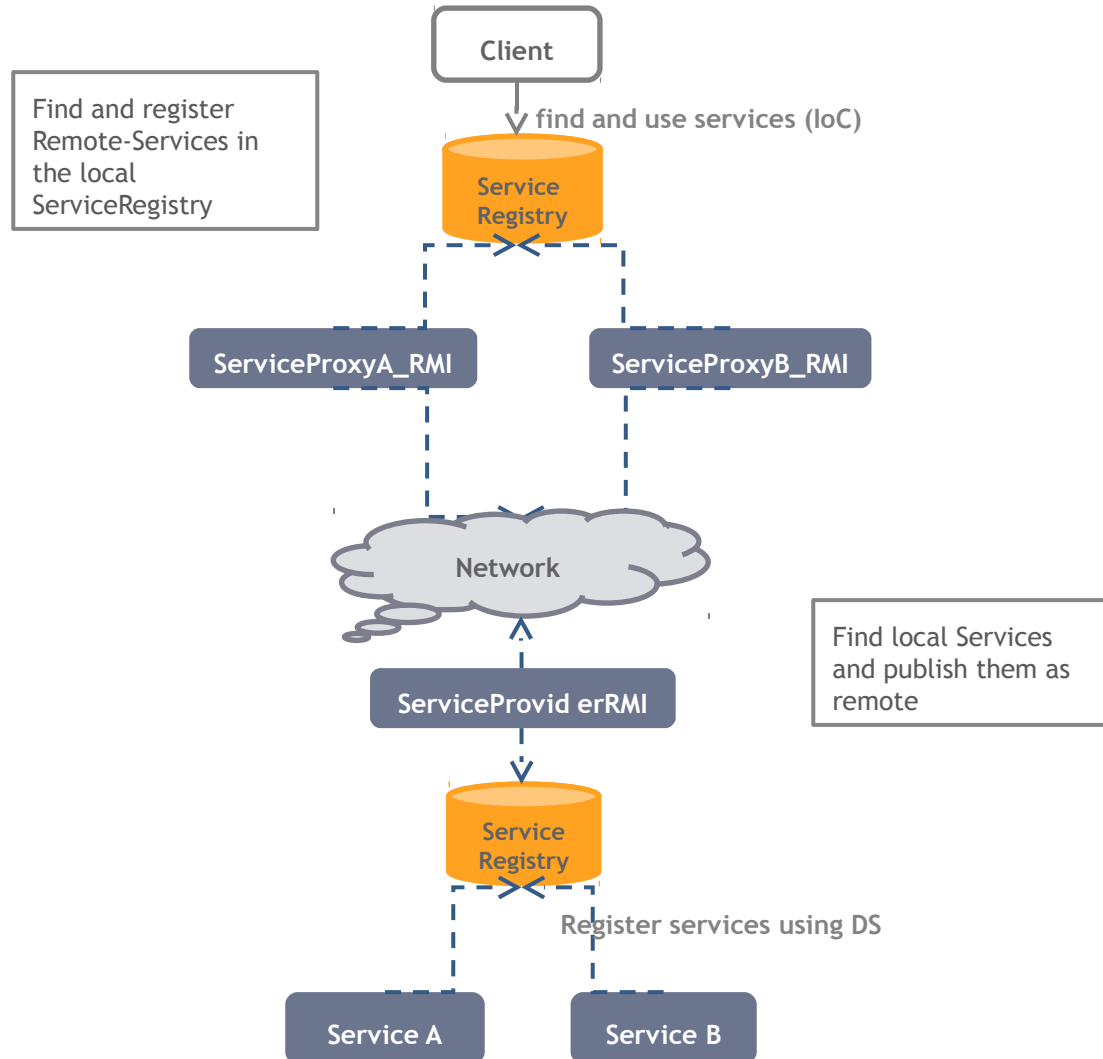 Client
Find and register
Remote-Services in
the local
ServiceRegistry
find and use services (IoC)
Service
Registry
ServiceProxyA_RMI
ServiceProxyB_RMI
Network
Find local Services
and publish them as
remote
ServiceProvid erRMI
Service
Registry
Register services using DS
Service A
Service B